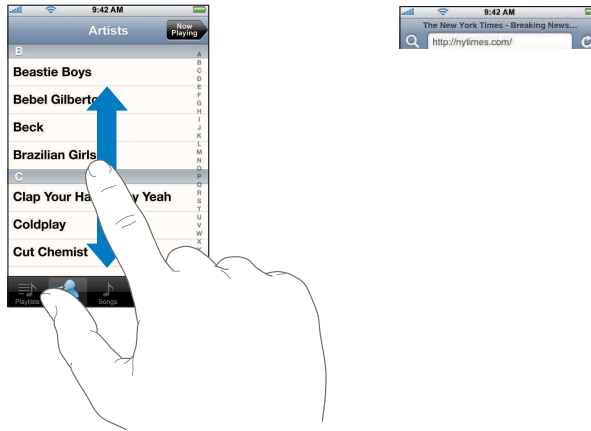 9:42 AM
Artists
Now
Playing
B
Beastie Boys
Bebel Gilberto
Beck
Brazilian Girls
C
Clap Your Ha y Yeah
Coldplay
Cut Chemist
A
B
C
D
E
F
G
H
I
J
K
L
M
N
O
P
Q
R
S
T
U
V
W
X
Playlists
Songs
9:42 AM
The New York Times - Breaking News...
http://nytimes.com/